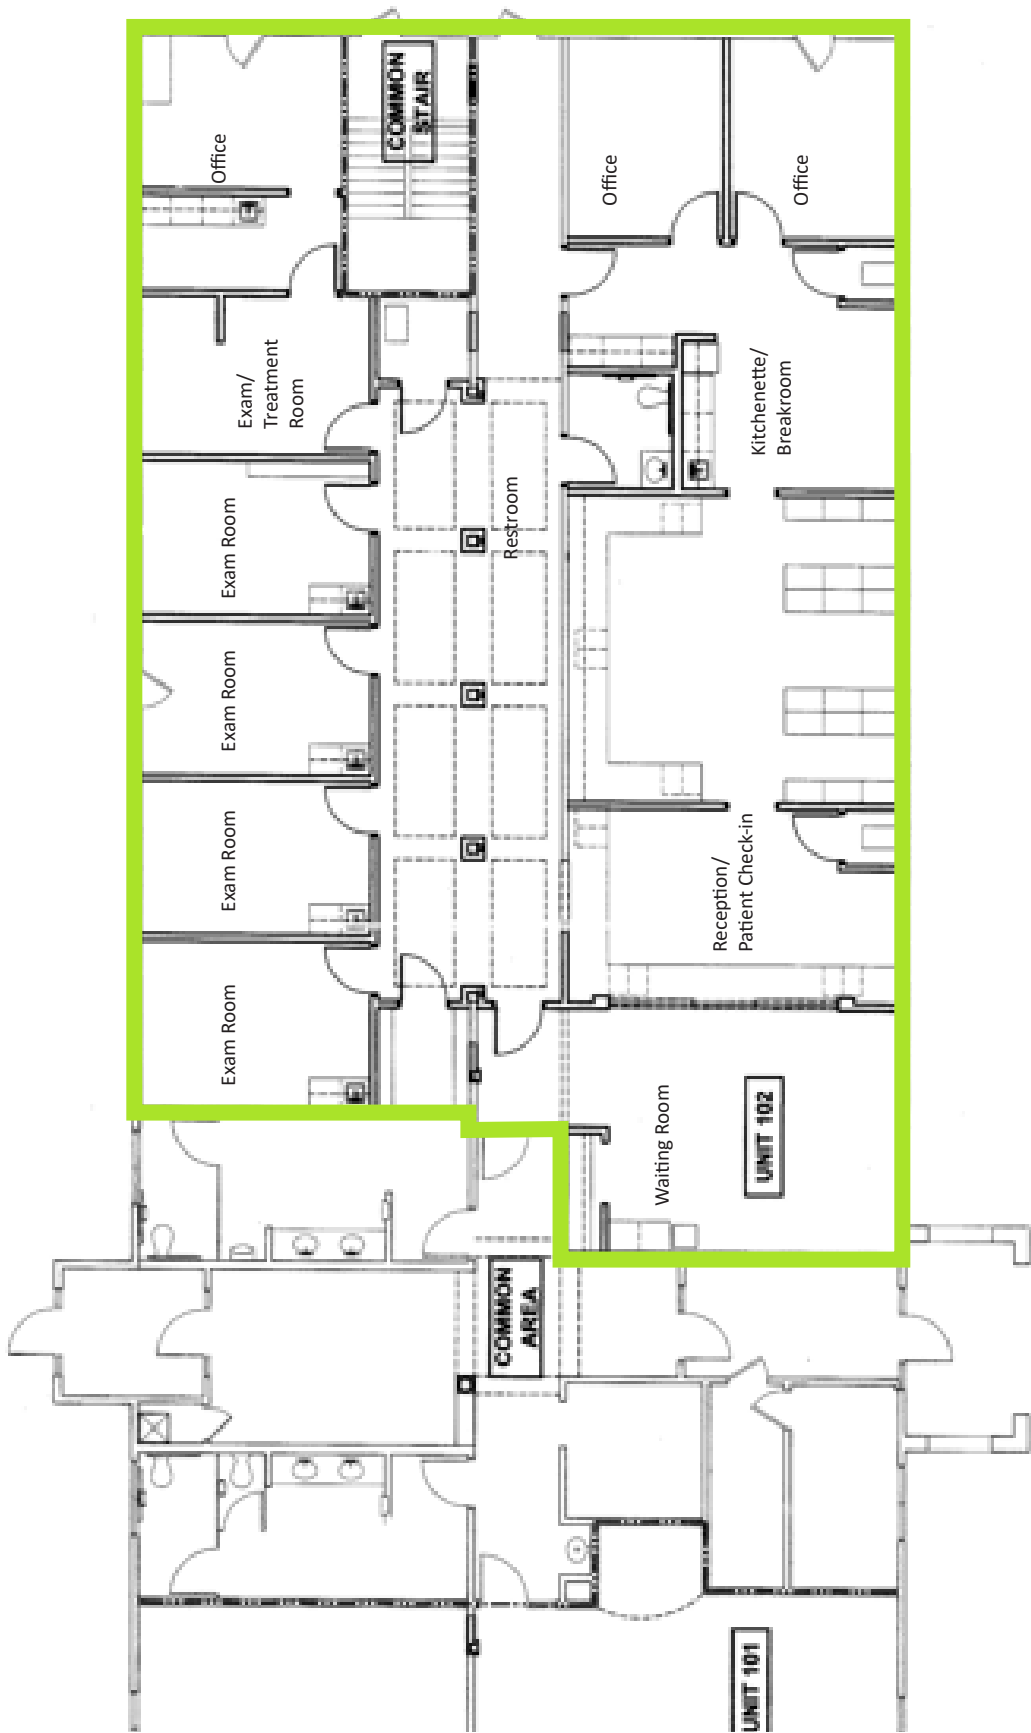 COMMON
STAIR
Office
Office
Office
Exam/
Treatment
Room
Kitchenette/
Breakroom
Exam Room
Restroom
Exam Room
Exam Room
Reception/
Patient Check-in
Exam Room
Waiting Room
UNIT 102
COMMON
AREA
UNIT 101